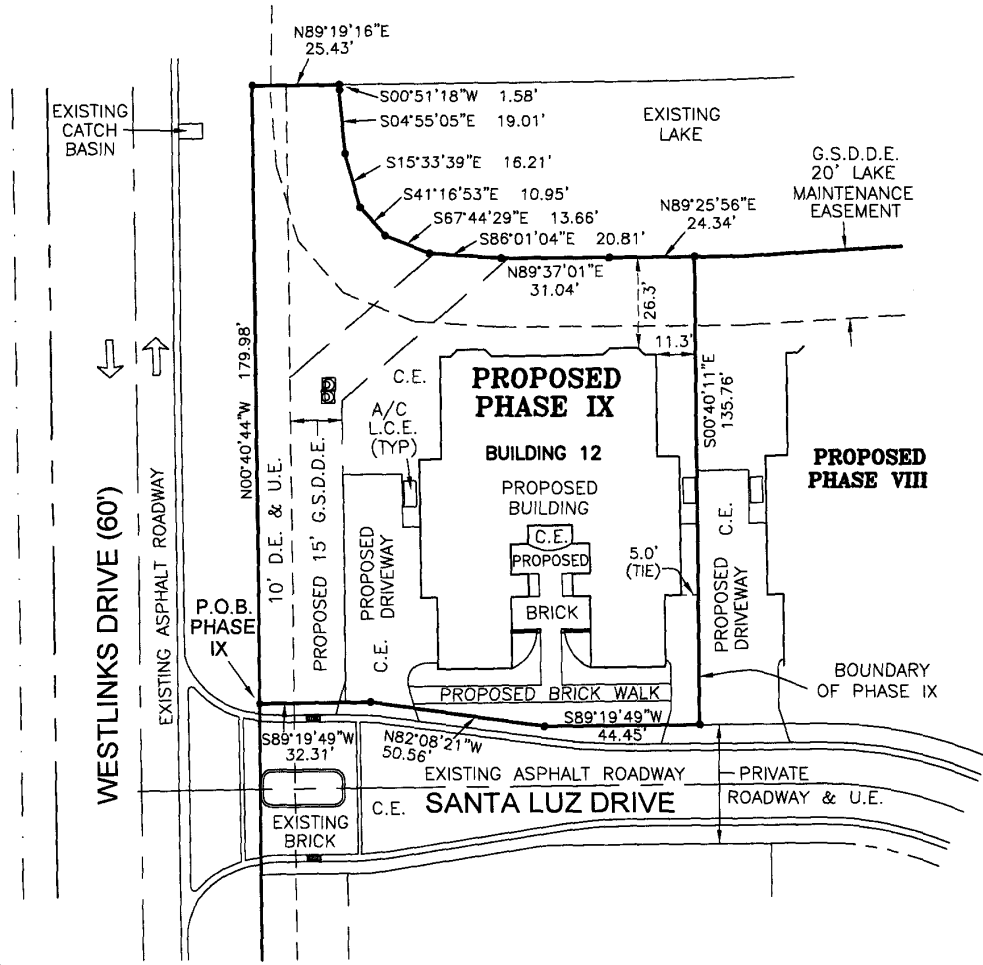 N89°19'16"E
25.43'
S00°51'18"W 1.58'
S04°55'05"E 19.01'
EXISTING
CATCH
BASIN
EXISTING
LAKE
S15°33'39"E 16.21'
G.S.D.D.E.
20' LAKE
MAINTENANCE
EASEMENT
S41°16'53"E 10.95'
N89°25'56"E
24.34'
S67°44'29"E 13.66'
S86°01'04"E 20.81'
N89°37'01"E
31.04'
26.3'
11.3'
N00°40'44"W 179.98'
S00°40'11"E
135.76'
C.E.
PROPOSED
PHASE IX
A/C
L.C.E.
(TYP)
BUILDING 12
PROPOSED
PHASE VIII
PROPOSED
BUILDING
C.E.
PROPOSED
BRICK
5.0'
(TIE)
WESTLINKS DRIVE (60')
EXISTING ASPHALT ROADWAY
10' D.E. & U.E.
PROPOSED 15' G.S.D.D.E.
PROPOSED
DRIVEWAY
C.E.
PROPOSED
DRIVEWAY
C.E.
P.O.B.
PHASE
IX
BOUNDARY
OF PHASE IX
PROPOSED BRICK WALK
S89°19'49"W
32.31'
N82°08'21"W
50.56'
S89°19'49"W
44.45'
EXISTING ASPHALT ROADWAY
PRIVATE
ROADWAY & U.E.
C.E.
SANTA LUZ DRIVE
EXISTING
BRICK